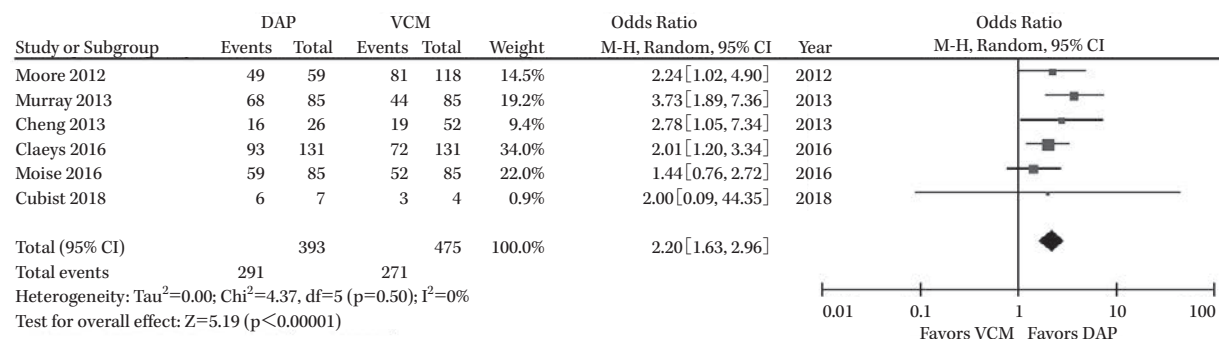 DAP VCM Odds Ratio Odds Ratio
Study or Subgroup Events Total Events Total Weight M-H, Random, 95% CI Year M-H, Random, 95% CI
Moore 2012 49 59 81 118 14.5% 2.24[1.02, 4.90] 2012
Murray 2013 68 85 44 85 19.2% 3.73[1.89, 7.36] 2013
Cheng 2013 16 26 19 52 9.4% 2.78[1.05, 7.34] 2013
Claeys 2016 93 131 72 131 34.0% 2.01[1.20, 3.34] 2016
Moise 2016 59 85 52 85 22.0% 1.44[0.76, 2.72] 2016
Cubist 2018 6 7 3 4 0.9% 2.00[0.09, 44.35] 2018
Total (95% CI) 393 475 100.0% 2.20[1.63, 2.96]
Total events 291 271
Heterogeneity: Tau²=0.00; Chi²=4.37, df=5 (p=0.50); I²=0%
Test for overall effect: Z=5.19 (p<0.00001)
0.01 0.1 1 10 100
Favors VCM Favors DAP